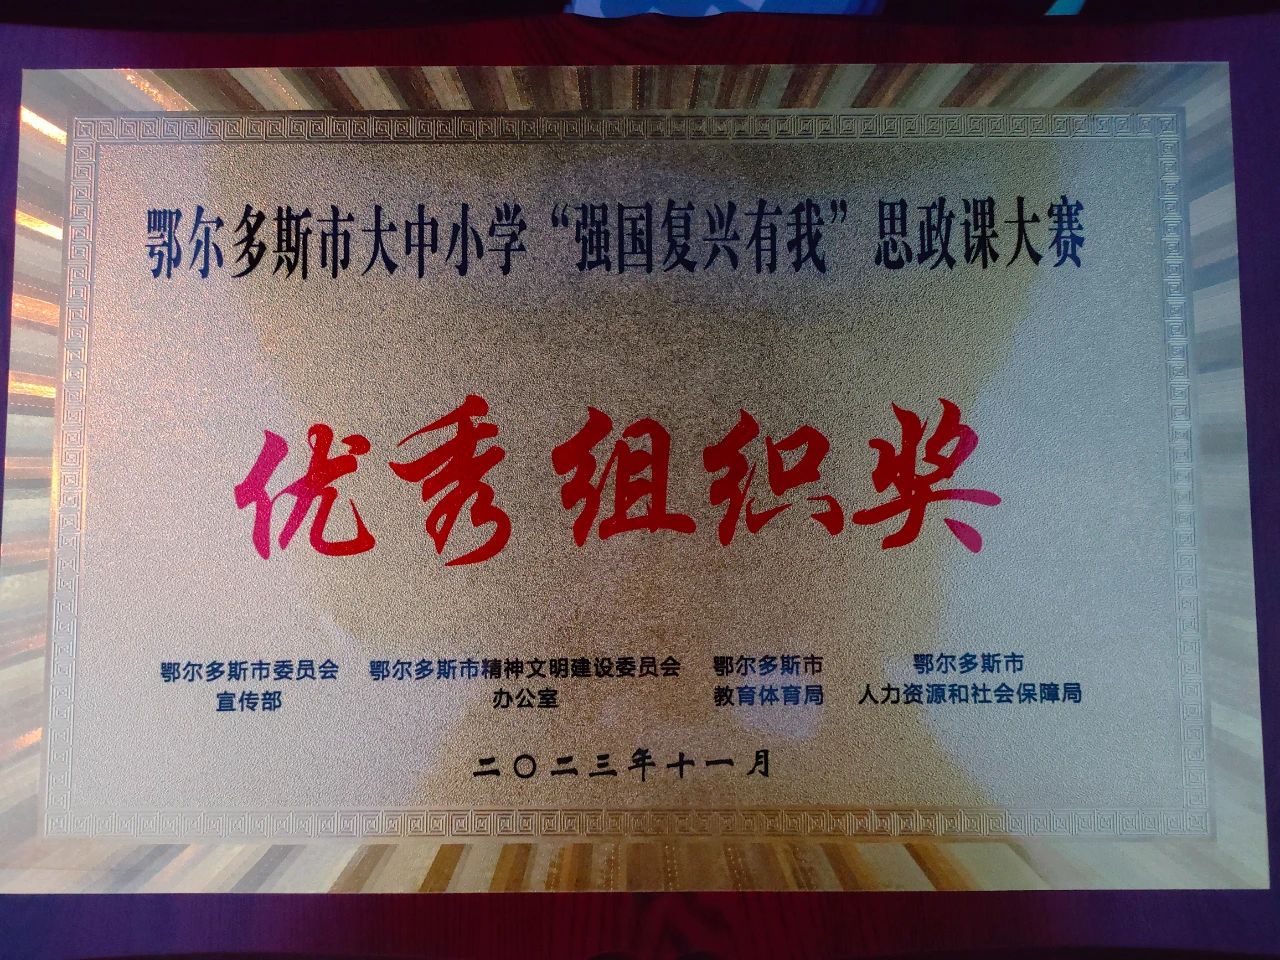 鄂尔多斯市大中小学“强国复兴有我”思政课大赛
优秀组织奖
鄂尔多斯市委员会
宣传部
鄂尔多斯市精神文明建设委员会
办公室
鄂尔多斯市
教育体育局
鄂尔多斯市
人力资源和社会保障局
二〇二三年十一月